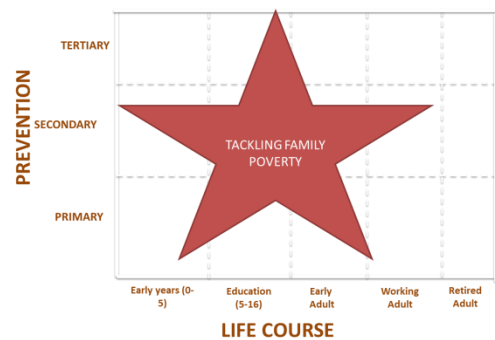 TERTIARY
SECONDARY
PRIMARY
PREVENTION
TACKLING FAMILY
POVERTY
Early years (0-
5)
Education
(5-16)
Early
Adult
Working
Adult
Retired
Adult
LIFE COURSE